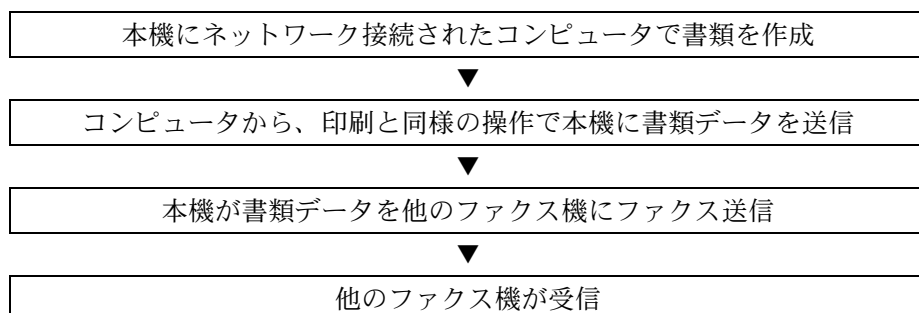 本機にネットワーク接続されたコンピュータで書類を作成
▼
コンピュータから、印刷と同様の操作で本機に書類データを送信
▼
本機が書類データを他のファクス機にファクス送信
▼
他のファクス機が受信